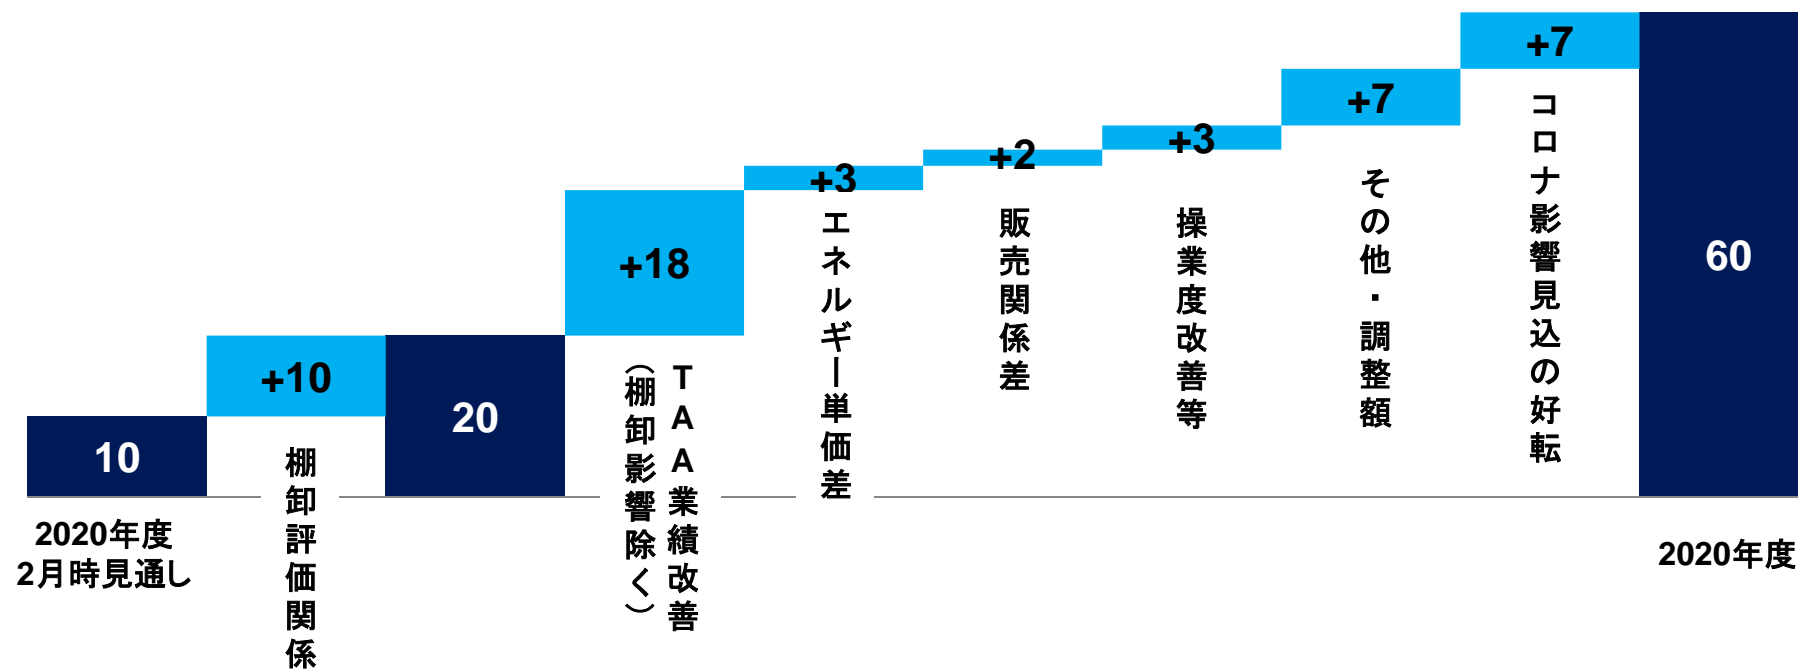 10
2020年度
2月時見通し
+10
棚卸評価関係
20
+18
TAA業績改善
(棚卸影響除く)
+3
エネルギー単価差
+2
販売関係差
+3
操業度改善等
+7
その他・調整額
+7
コロナ影響見込の好転
60
2020年度